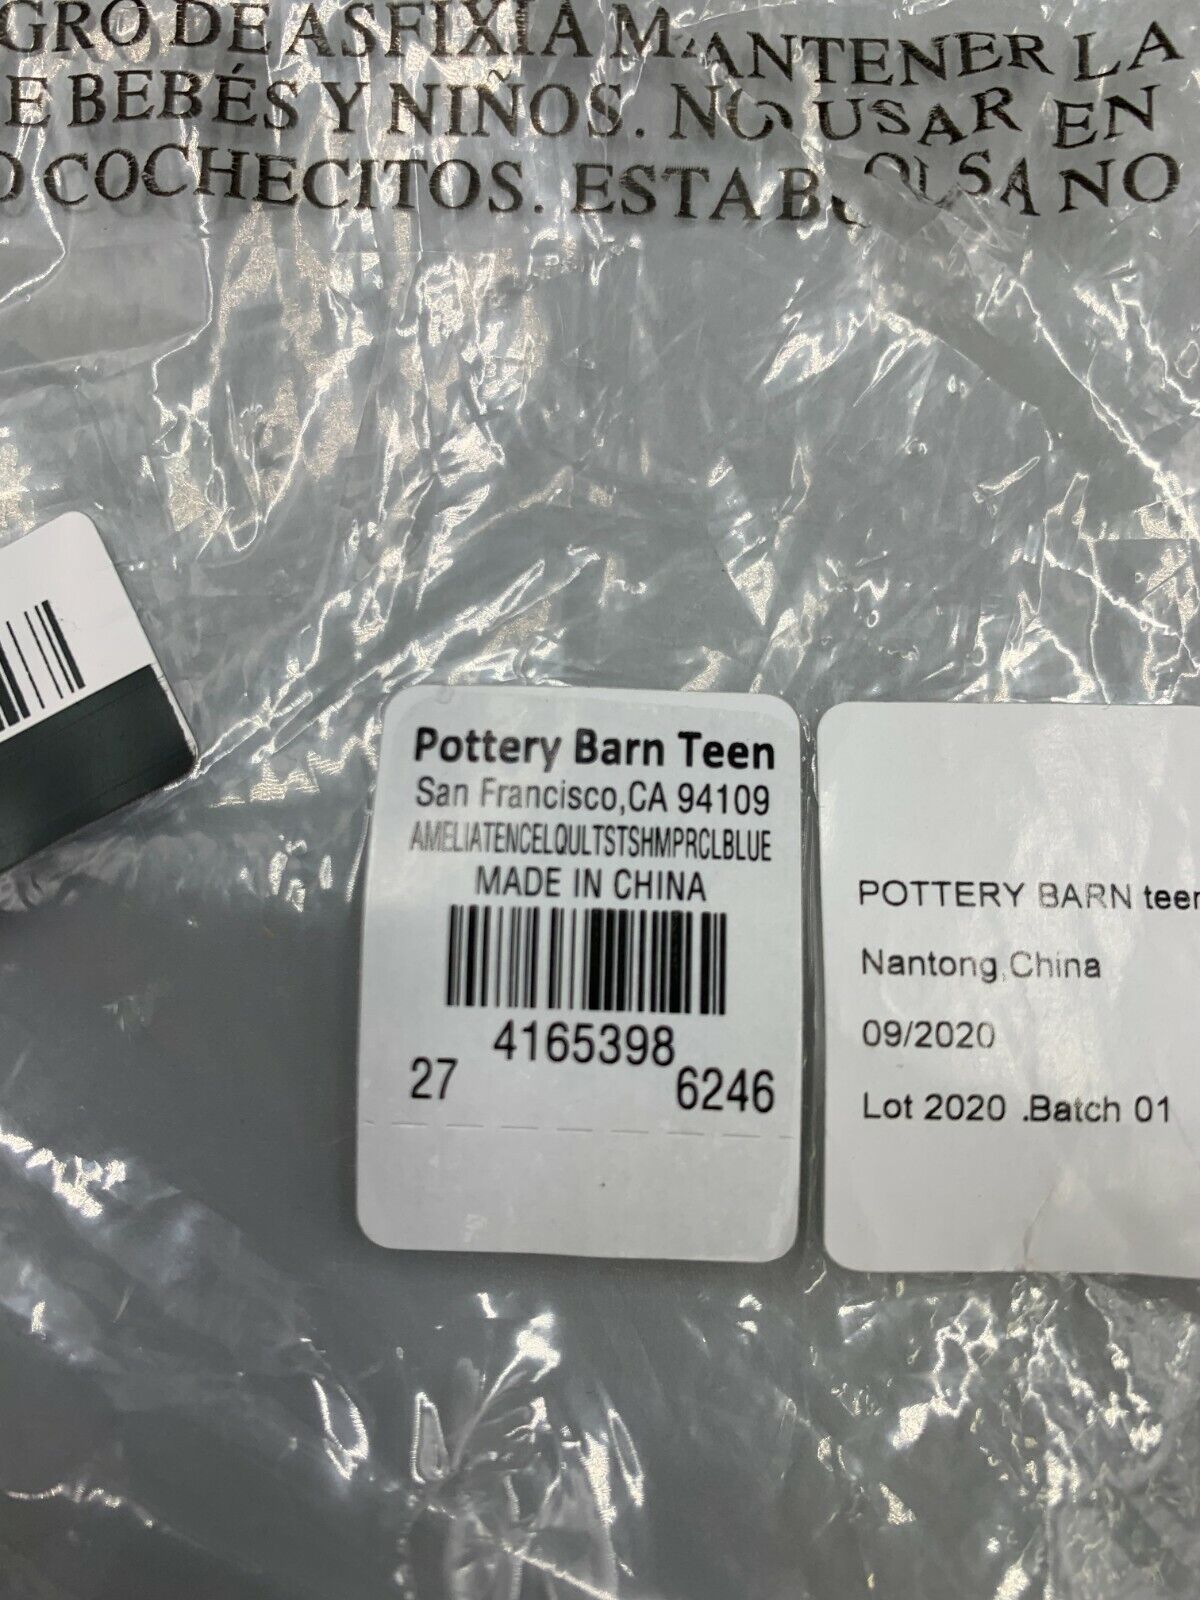 GRO DE ASFIXIA MANTENER LA
E BEBÉS Y NIÑOS. NO USAR EN
O COCHECITOS. ESTA BOLSA NO
Pottery Barn Teen
San Francisco,CA 94109
AMELIATENCELQULTSTSHMPRCLBLUE
MADE IN CHINA
4165398
27
6246
POTTERY BARN teen
Nantong,China
09/2020
Lot 2020 .Batch 01